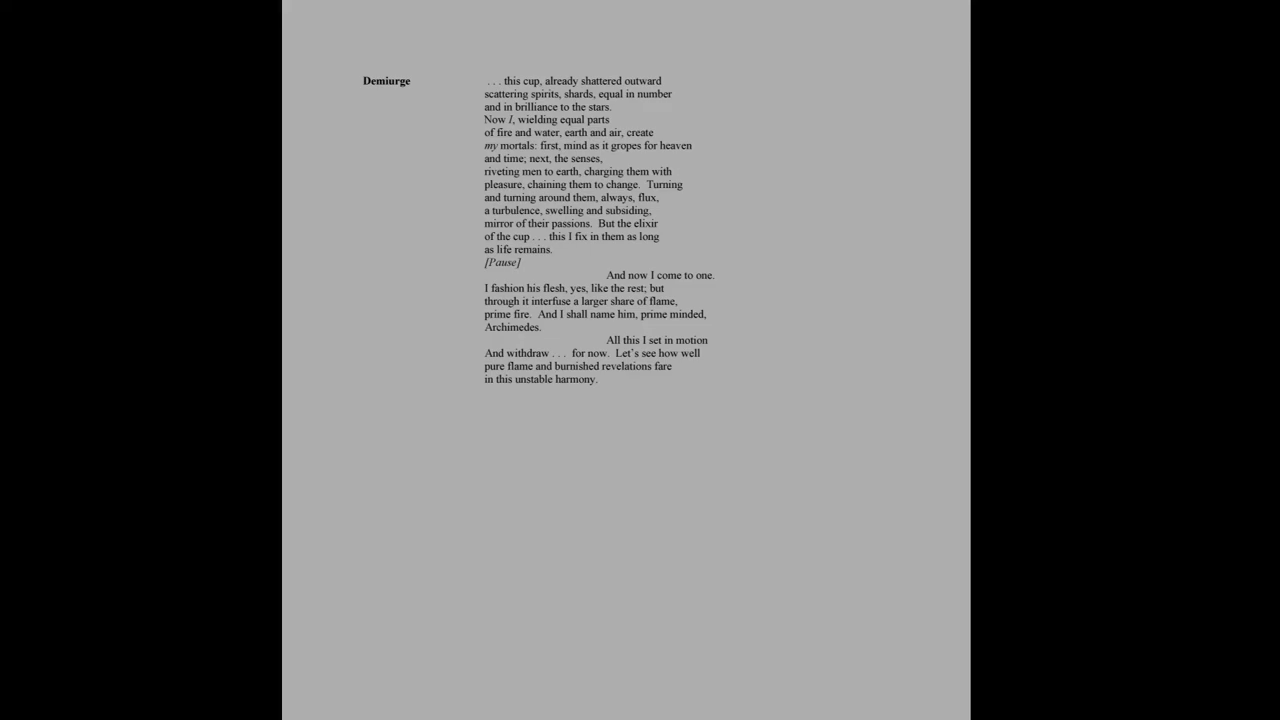 Demiurge . . . this cup, already shattered outward
scattering spirits, shards, equal in number
and in brilliance to the stars.
Now I, wielding equal parts
of fire and water, earth and air, create
my mortals: first, mind as it gropes for heaven
and time; next, the senses,
riveting men to earth, charging them with
pleasure, chaining them to change.  Turning
and turning around them, always, flux,
a turbulence, swelling and subsiding,
mirror of their passions.  But the elixir
of the cup . . . this I fix in them as long
as life remains.
[Pause]
And now I come to one.
I fashion his flesh, yes, like the rest; but
through it interfuse a larger share of flame,
prime fire.  And I shall name him, prime minded,
Archimedes.
All this I set in motion
And withdraw . . .  for now.  Let's see how well
pure flame and burnished revelations fare
in this unstable harmony.